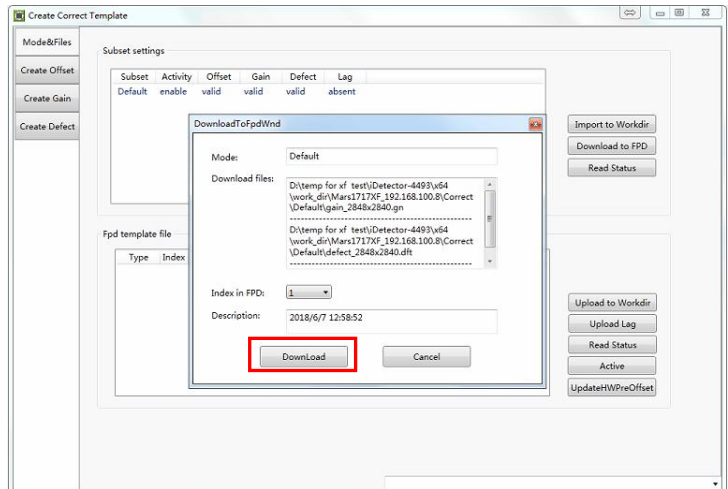 Create Correct Template
Mode&Files
Create Offset
Create Gain
Create Defect
Subset settings
Subset Activity Offset Gain Defect Lag
Default enable valid valid valid absent
Import to Workdir
Download to FPD
Read Status
DownloadToFpdWnd
Mode: Default
Download files:
D:\temp for xf test\iDetector-4493\x64
\work_dir\Mars1717XF_192.168.100.8\Correct
\Default\gain_2848x2840.gn
------------------------------------------------
D:\temp for xf test\iDetector-4493\x64
\work_dir\Mars1717XF_192.168.100.8\Correct
\Default\defect_2848x2840.dft
------------------------------------------------
Index in FPD: 1
Description: 2018/6/7 12:58:52
DownLoad
Cancel
Fpd template file
Type Index
Upload to Workdir
Upload Lag
Read Status
Active
UpdateHWPreOffset